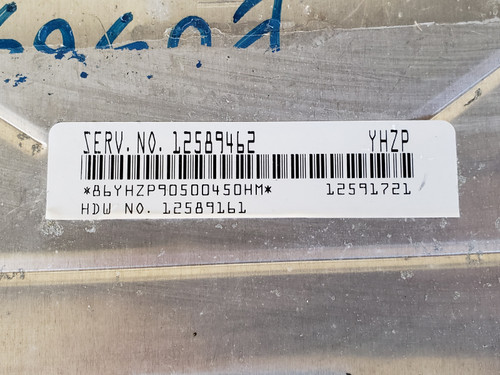 SERV. NO. 12589462 YHZP
*86YHZP90500450HM* 12591721
HDW NO. 12589161